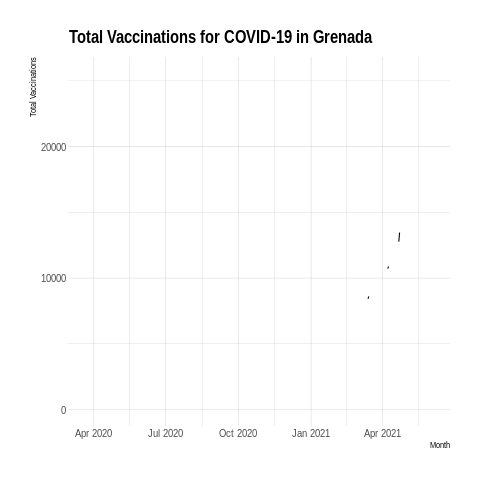 Total Vaccinations for COVID-19 in Grenada
Total Vaccinations
20000
10000
0
Apr 2020 Jul 2020 Oct 2020 Jan 2021 Apr 2021
Month